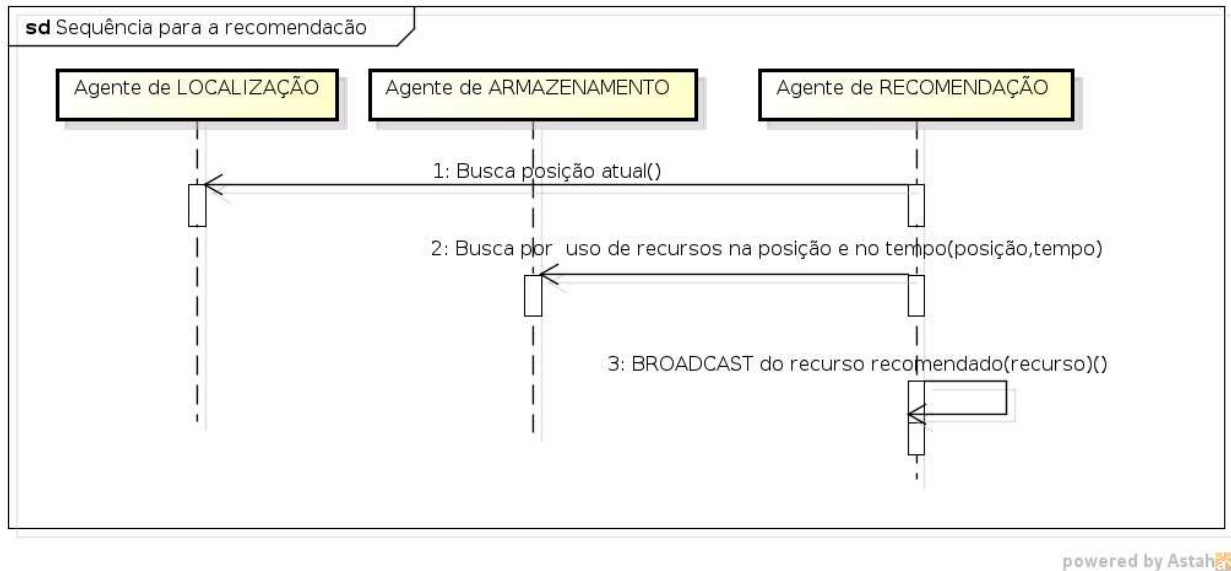 sd Sequência para a recomendacão
Agente de LOCALIZAÇÃO
Agente de ARMAZENAMENTO
Agente de RECOMENDAÇÃO
1: Busca posição atual()
2: Busca por  uso de recursos na posição e no tempo(posição,tempo)
3: BROADCAST do recurso recomendado(recurso)()
powered by Astah